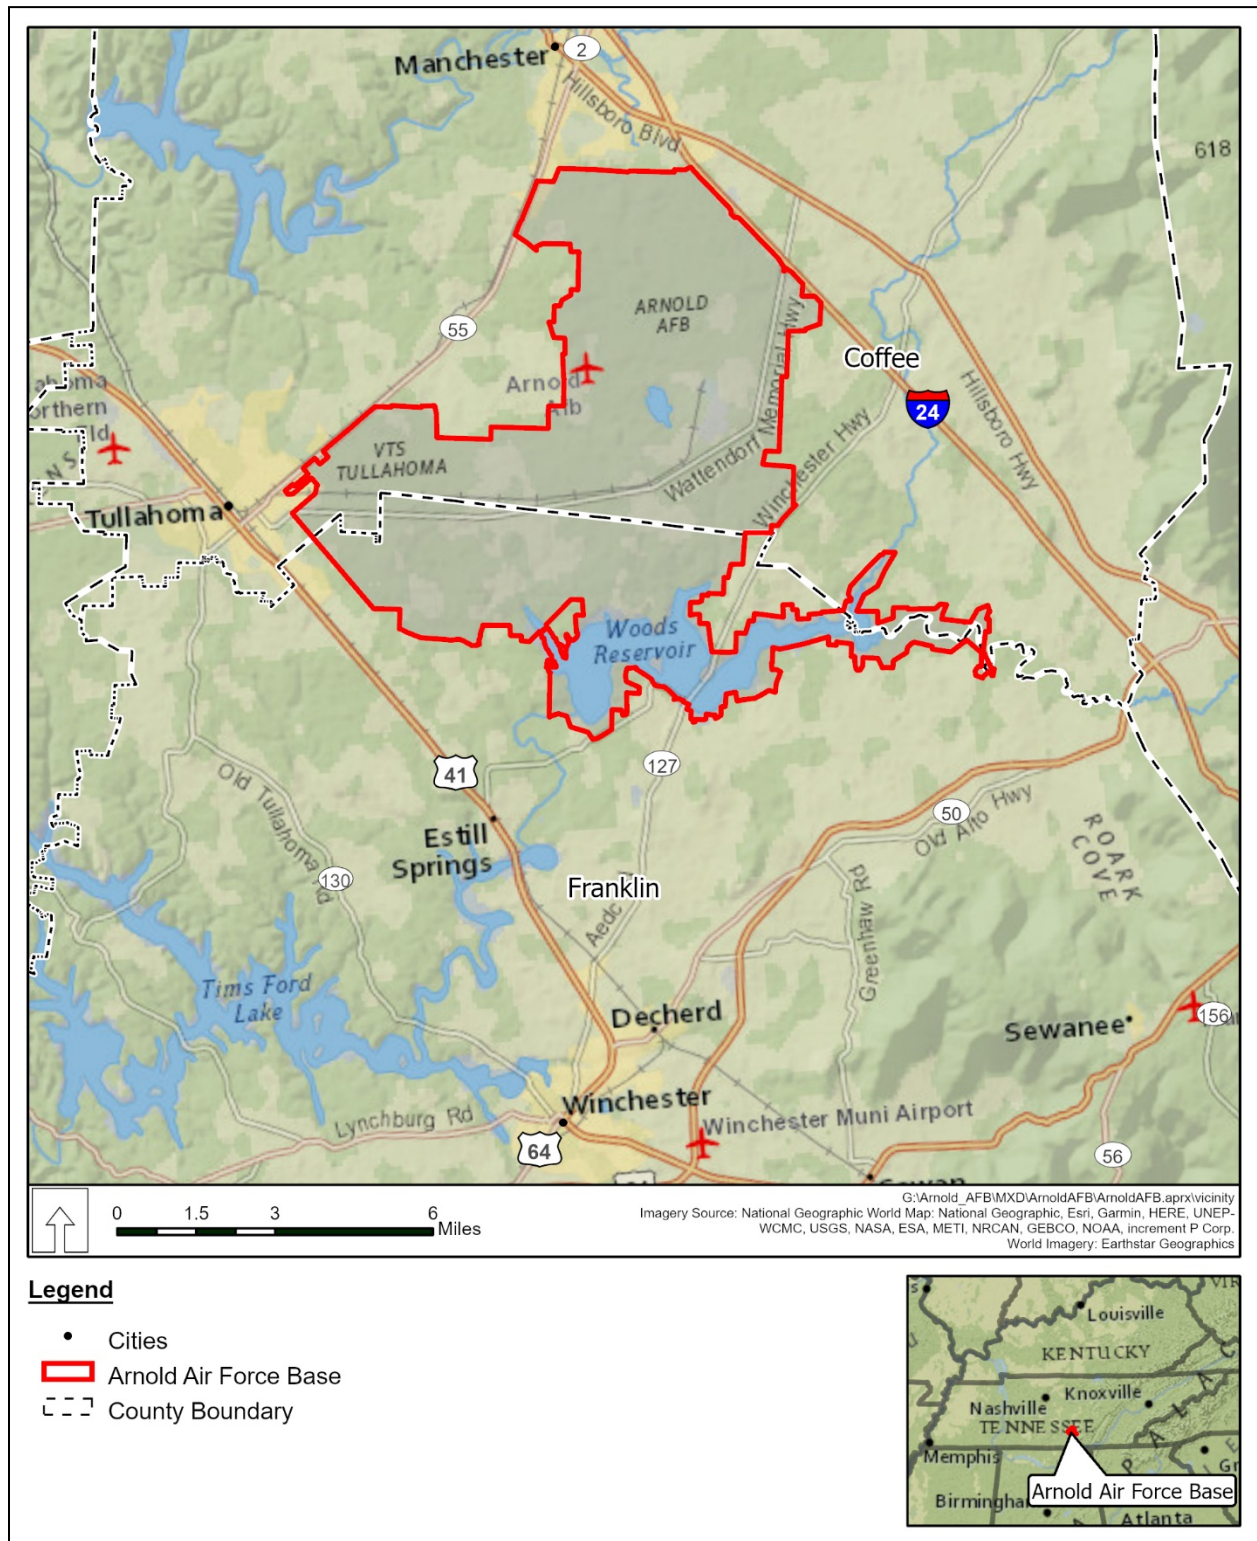 Manchester
2
Hillsboro Blvd
618
ARNOLD
AFB
55
Wattendorf Memorial Hwy
Coffee
Arnold
Afb
24
Hillsboro Hwy
Winchester Hwy
VTS
TULLAHOMA
Tullahoma
Woods
Reservoir
41
127
50
Old Alto Hwy
ROARK
COVE
Old Tullahoma Rd
130
Estill
Springs
Franklin
Aedc
Greenhaw Rd
Tims Ford
Lake
Decherd
Sewanee
156
Winchester
Lynchburg Rd
Winchester Muni Airport
64
56
0
1.5
3
6
Miles
G:\Arnold_AFB\MXD\ArnoldAFB\ArnoldAFB.aprx\vicinity
Imagery Source: National Geographic World Map: National Geographic, Esri, Garmin, HERE, UNEP-
WCMC, USGS, NASA, ESA, METI, NRCAN, GEBCO, NOAA, increment P Corp.
World Imagery: Earthstar Geographics
Legend
Cities
Arnold Air Force Base
County Boundary
Louisville
KENTUCKY
Nashville
Knoxville
TENNESSEE
Memphis
Arnold Air Force Base
Atlanta